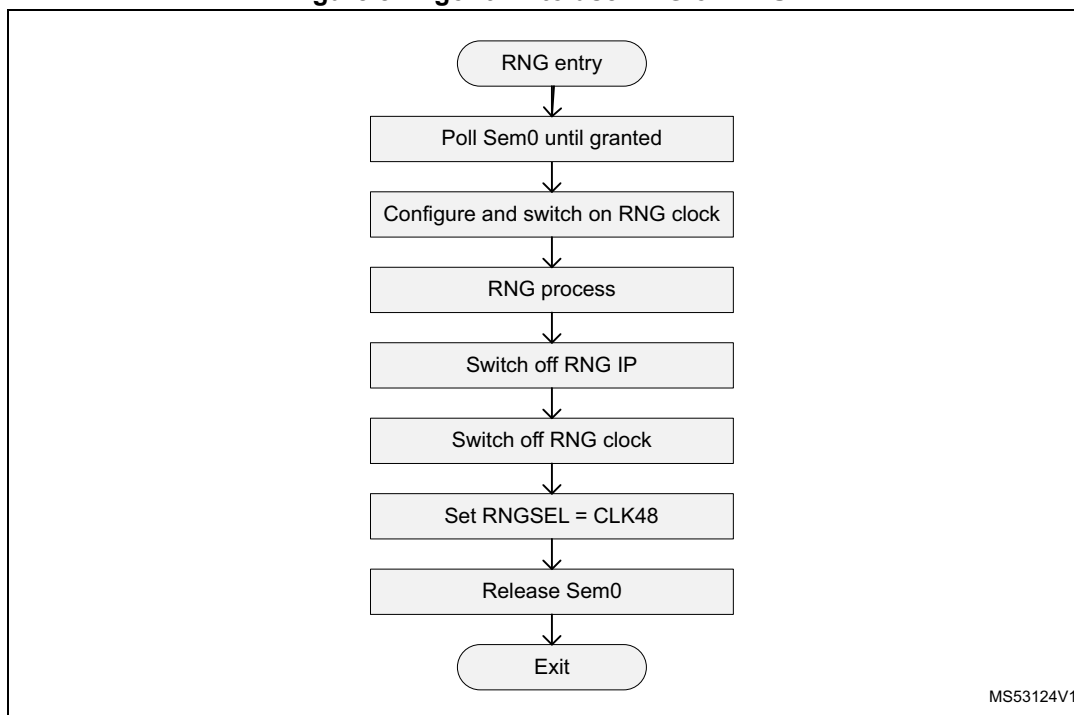 RNG entry
Poll Sem0 until granted
Configure and switch on RNG clock
RNG process
Switch off RNG IP
Switch off RNG clock
Set RNGSEL = CLK48
Release Sem0
Exit
MS53124V1